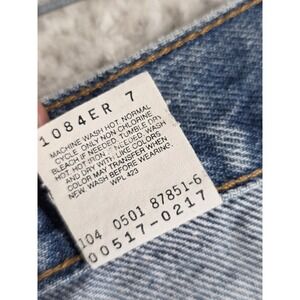 1084ER 7
MACHINE WASH HOT, NORMAL
CYCLE. ONLY NON CHLORINE
BLEACH IF NEEDED. TUMBLE DRY
HOT. HOT IRON IF NEEDED. WASH
AND DRY WITH LIKE COLORS.
COLOR MAY TRANSFER WHEN
NEW. WASH BEFORE WEARING.
WPL 423
104 0501 87851-6
00517-0217